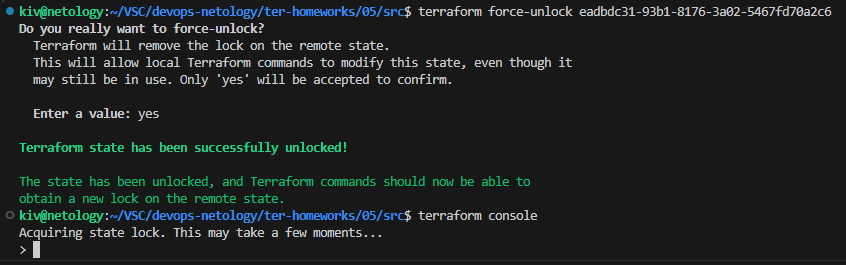 kiv@netology:~/VSC/devops-netology/ter-homeworks/05/src$ terraform force-unlock eadbdc31-93b1-8176-3a02-5467fd70a2c6
Do you really want to force-unlock?
  Terraform will remove the lock on the remote state.
  This will allow local Terraform commands to modify this state, even though it
  may still be in use. Only 'yes' will be accepted to confirm.

  Enter a value: yes

Terraform state has been successfully unlocked!

The state has been unlocked, and Terraform commands should now be able to
obtain a new lock on the remote state.
kiv@netology:~/VSC/devops-netology/ter-homeworks/05/src$ terraform console
Acquiring state lock. This may take a few moments...
>